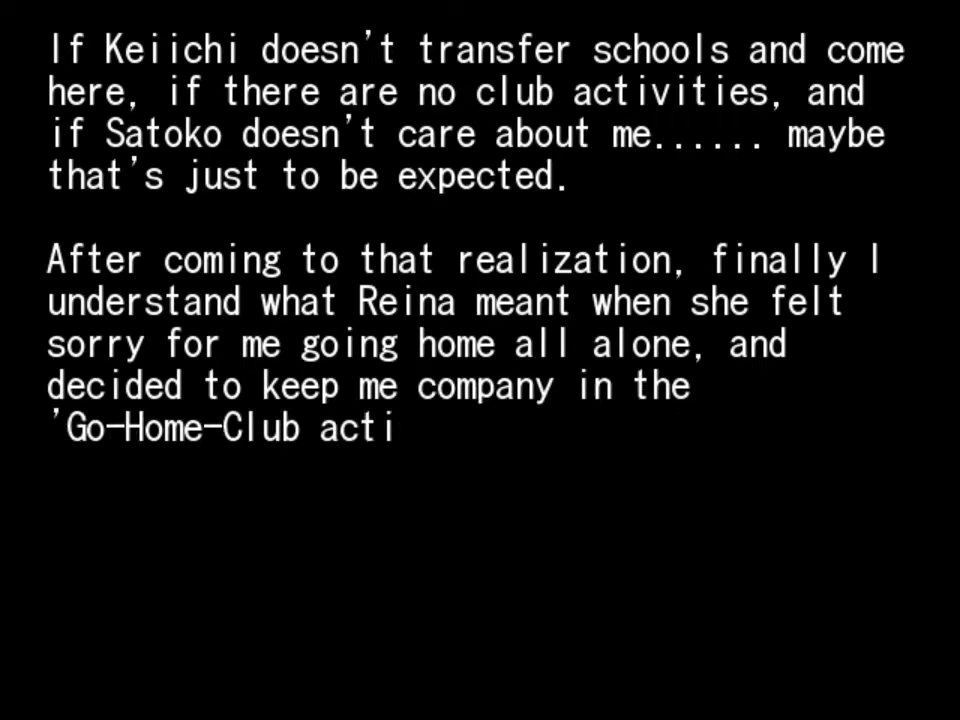 If Keiichi doesn't transfer schools and come
here, if there are no club activities, and
if Satoko doesn't care about me...... maybe
that's just to be expected.
After coming to that realization, finally I
understand what Reina meant when she felt
sorry for me going home all alone, and
decided to keep me company in the
'Go-Home-Club acti